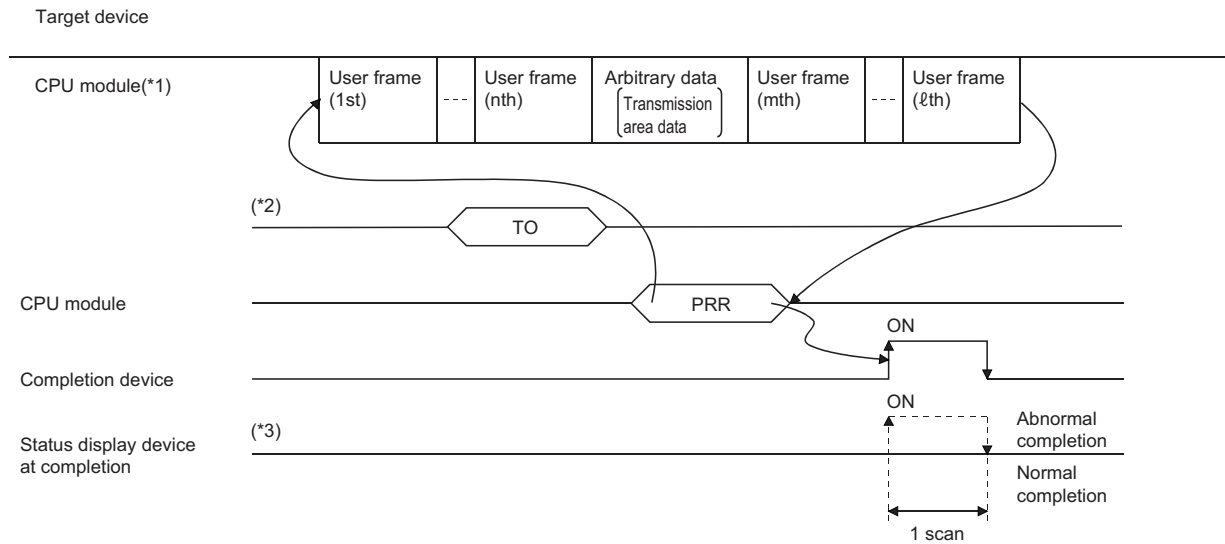 Target device
CPU module(*1)
User frame
(1st)
User frame
(nth)
Arbitrary data
Transmission
area data
User frame
(mth)
User frame
(ℓth)
(*2)
TO
CPU module
PRR
ON
Completion device
ON
(*3)
Status display device
at completion
Abnormal
completion
Normal
completion
1 scan